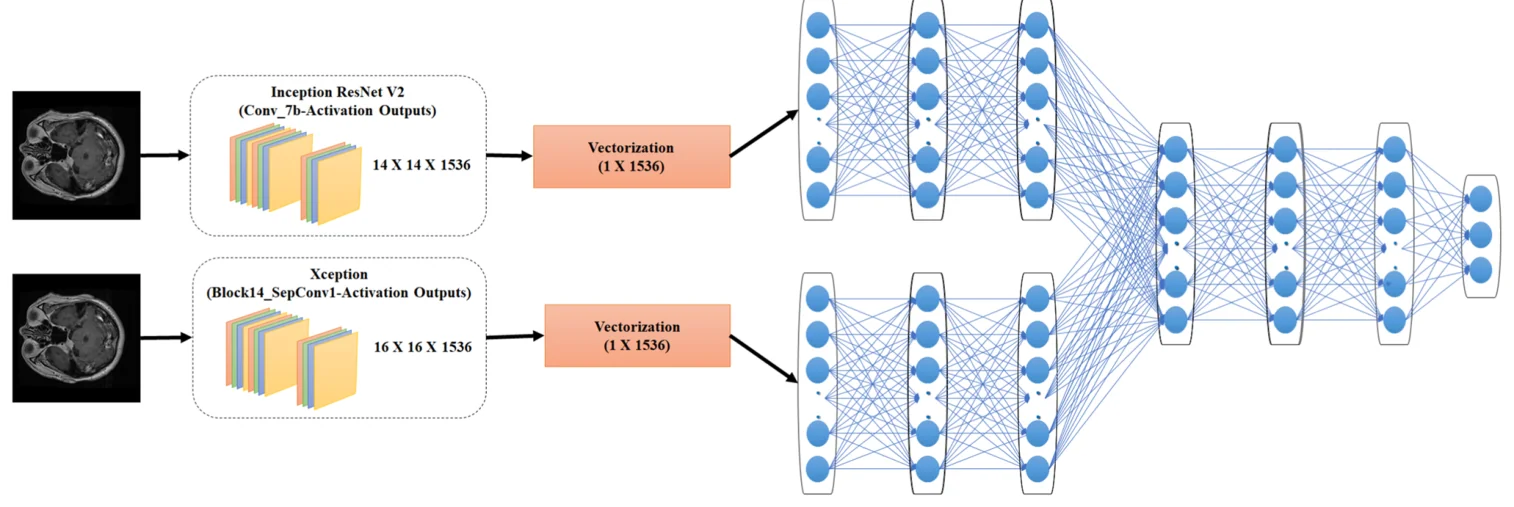 Inception ResNet V2
(Conv_7b-Activation Outputs)
14 X 14 X 1536
Vectorization
(1 X 1536)
Xception
(Block14_SepConv1-Activation Outputs)
16 X 16 X 1536
Vectorization
(1 X 1536)